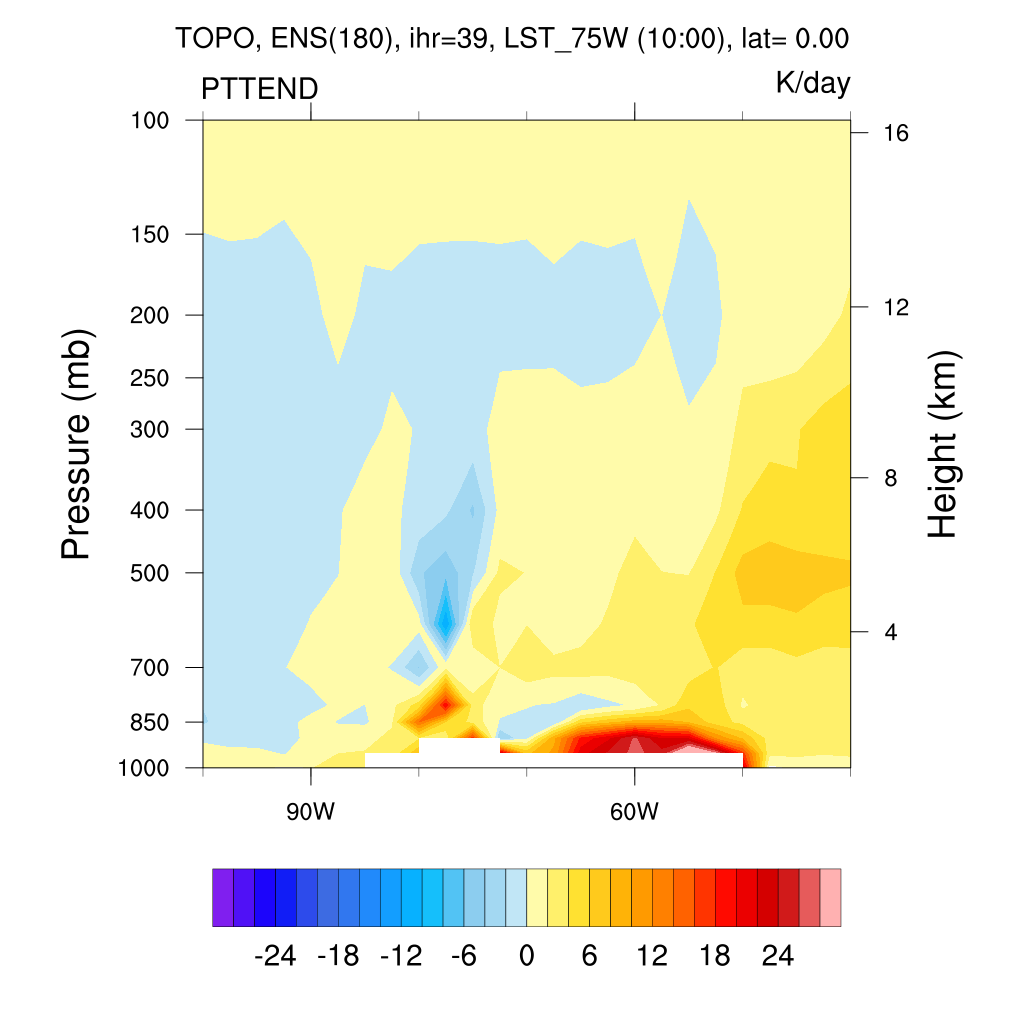 TOPO, ENS(180), ihr=39, LST_75W (10:00), lat= 0.00
PTTEND
K/day
100
150
200
250
300
400
500
700
850
1000
Pressure (mb)
16
12
8
4
Height (km)
90W
60W
-24 -18 -12 -6 0 6 12 18 24